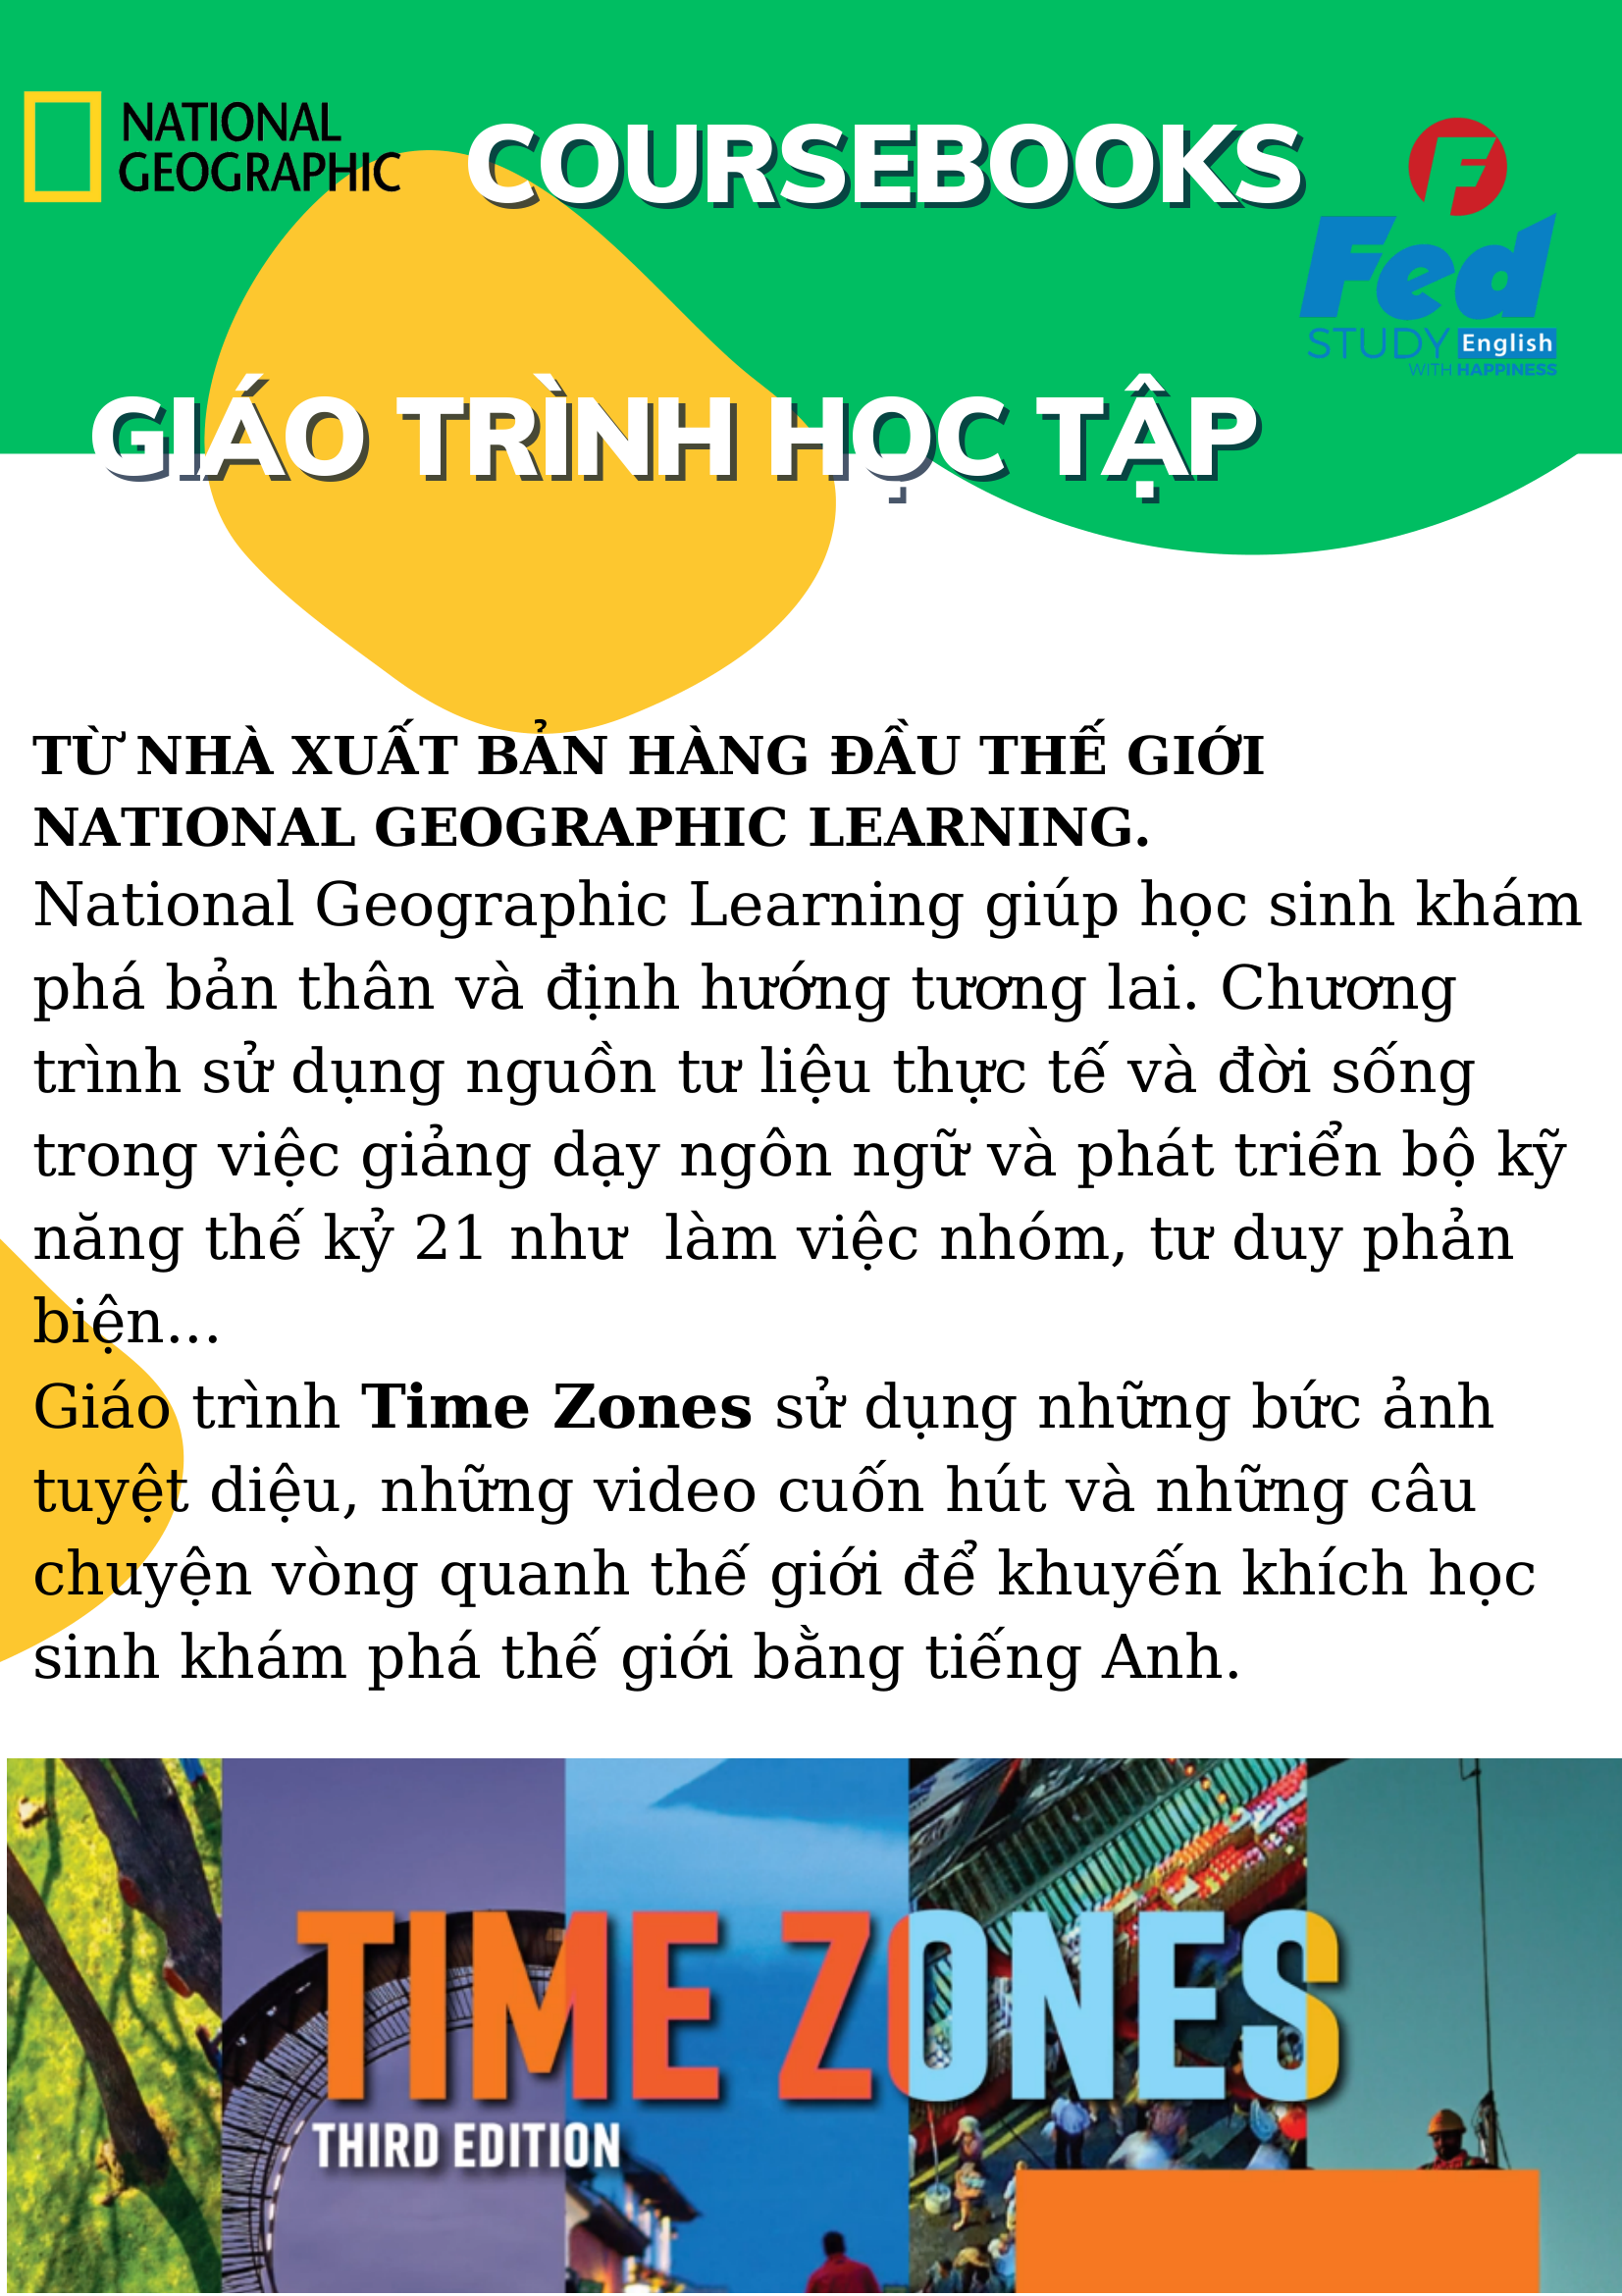 NATIONAL
GEOGRAPHIC
COURSEBOOKS
F
Fed
STUDY English
WITH HAPPINESS
GIÁO TRÌNH HỌC TẬP
TỪ NHÀ XUẤT BẢN HÀNG ĐẦU THẾ GIỚI
NATIONAL GEOGRAPHIC LEARNING.
National Geographic Learning giúp học sinh khám
phá bản thân và định hướng tương lai. Chương
trình sử dụng nguồn tư liệu thực tế và đời sống
trong việc giảng dạy ngôn ngữ và phát triển bộ kỹ
năng thế kỷ 21 như  làm việc nhóm, tư duy phản
biện...
Giáo trình Time Zones sử dụng những bức ảnh
tuyệt diệu, những video cuốn hút và những câu
chuyện vòng quanh thế giới để khuyến khích học
sinh khám phá thế giới bằng tiếng Anh.
TIME ZONES
THIRD EDITION